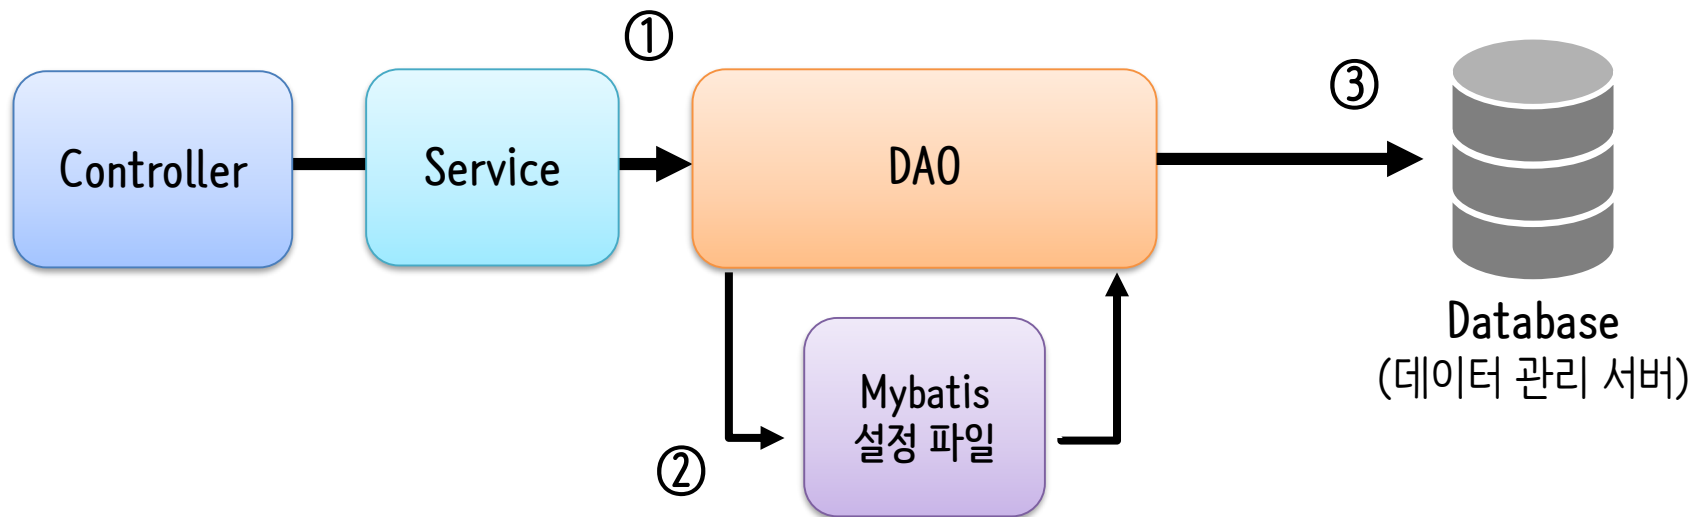 ①
③
Controller
Service
DAO
Database
(데이터 관리 서버)
Mybatis
설정 파일
②